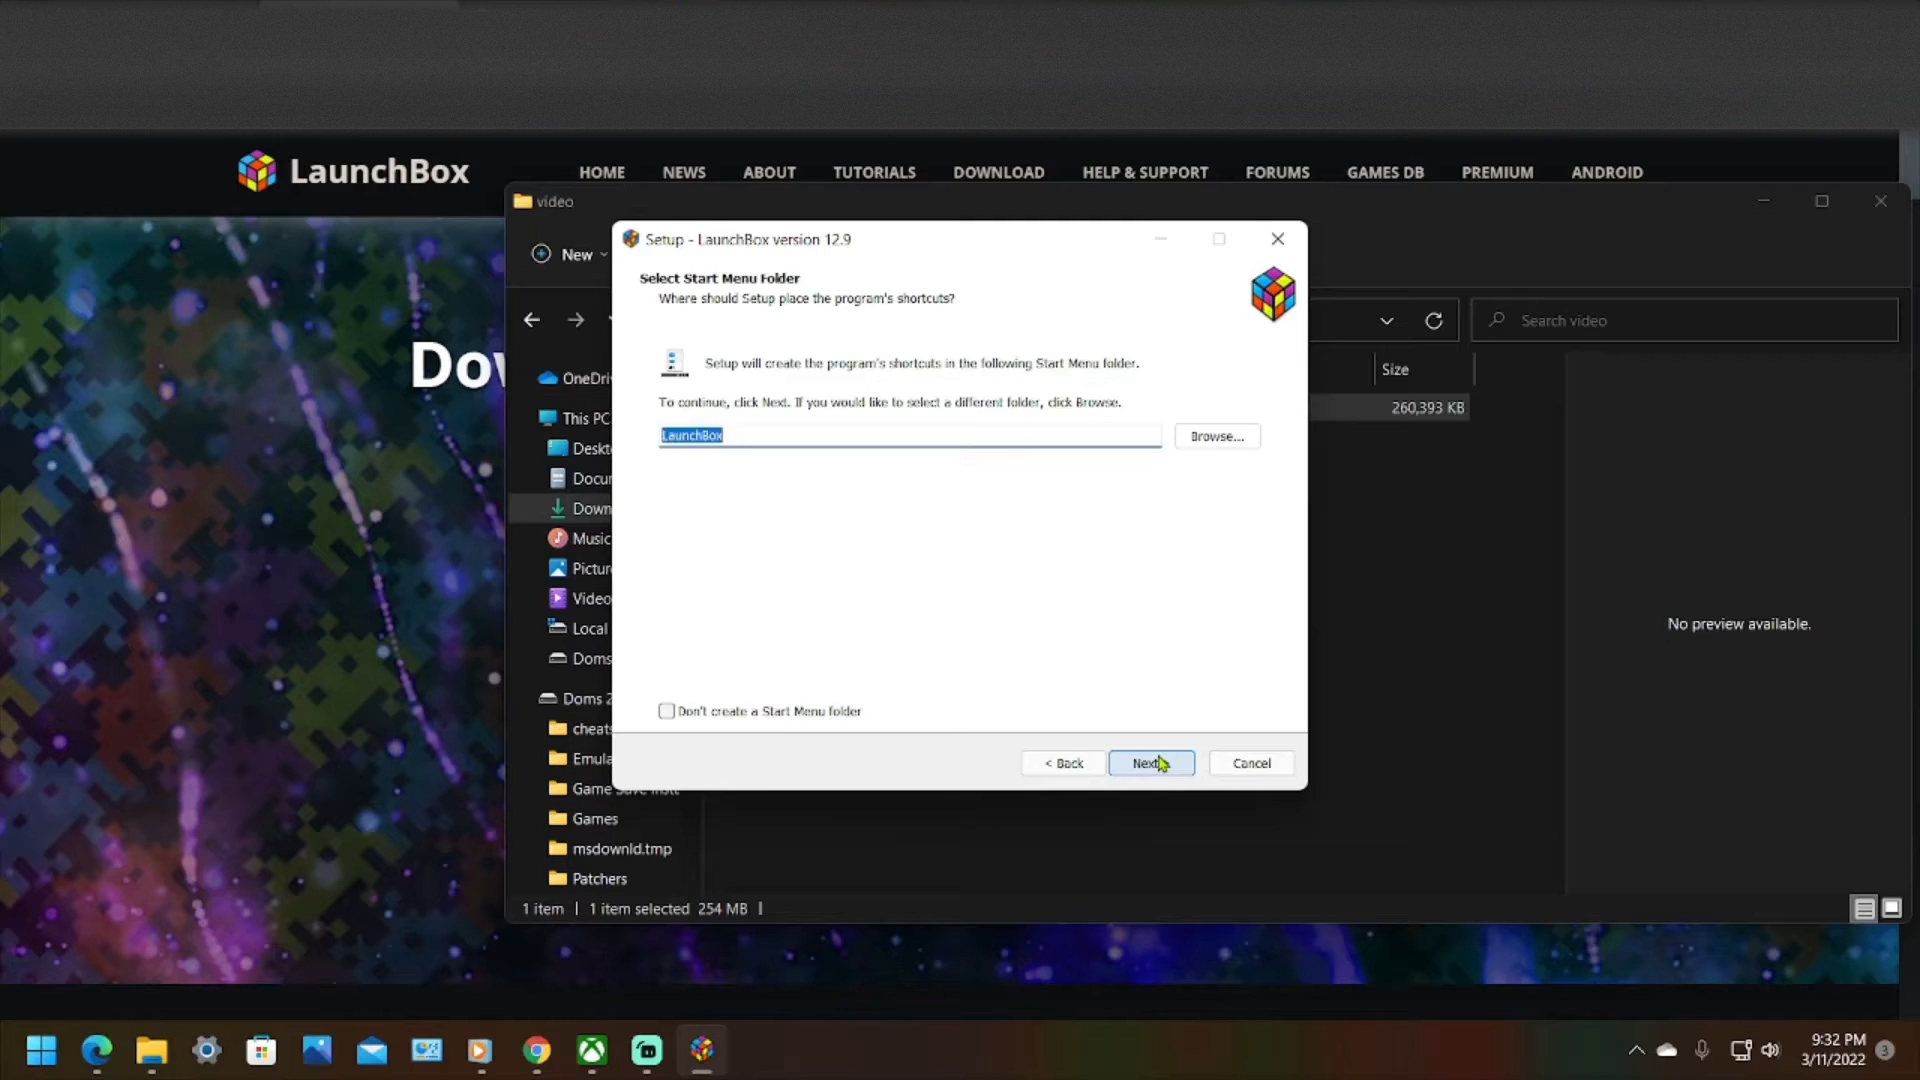 LaunchBox
HOME NEWS ABOUT TUTORIALS DOWNLOAD HELP & SUPPORT FORUMS GAMES DB PREMIUM ANDROID
video
Setup - LaunchBox version 12.9
New
Select Start Menu Folder
Where should Setup place the program's shortcuts?
Search video
Setup will create the program's shortcuts in the following Start Menu folder.
Dow
Size
OneDri
To continue, click Next. If you would like to select a different folder, click Browse.
260,393 KB
This PC
LaunchBox
Browse...
Deskt
Docu
Down
Music
Pictur
Video
Local
Doms
No preview available.
Doms 2
Don't create a Start Menu folder
cheats
Emula
< Back
Next
Cancel
Game Save
Games
msdownld.tmp
Patchers
1 item
1 item selected 254 MB
9:32 PM
3/11/2022
3